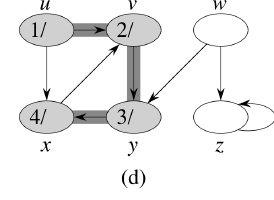 u v w
1/ 2/
4/ 3/
x y z
(d)